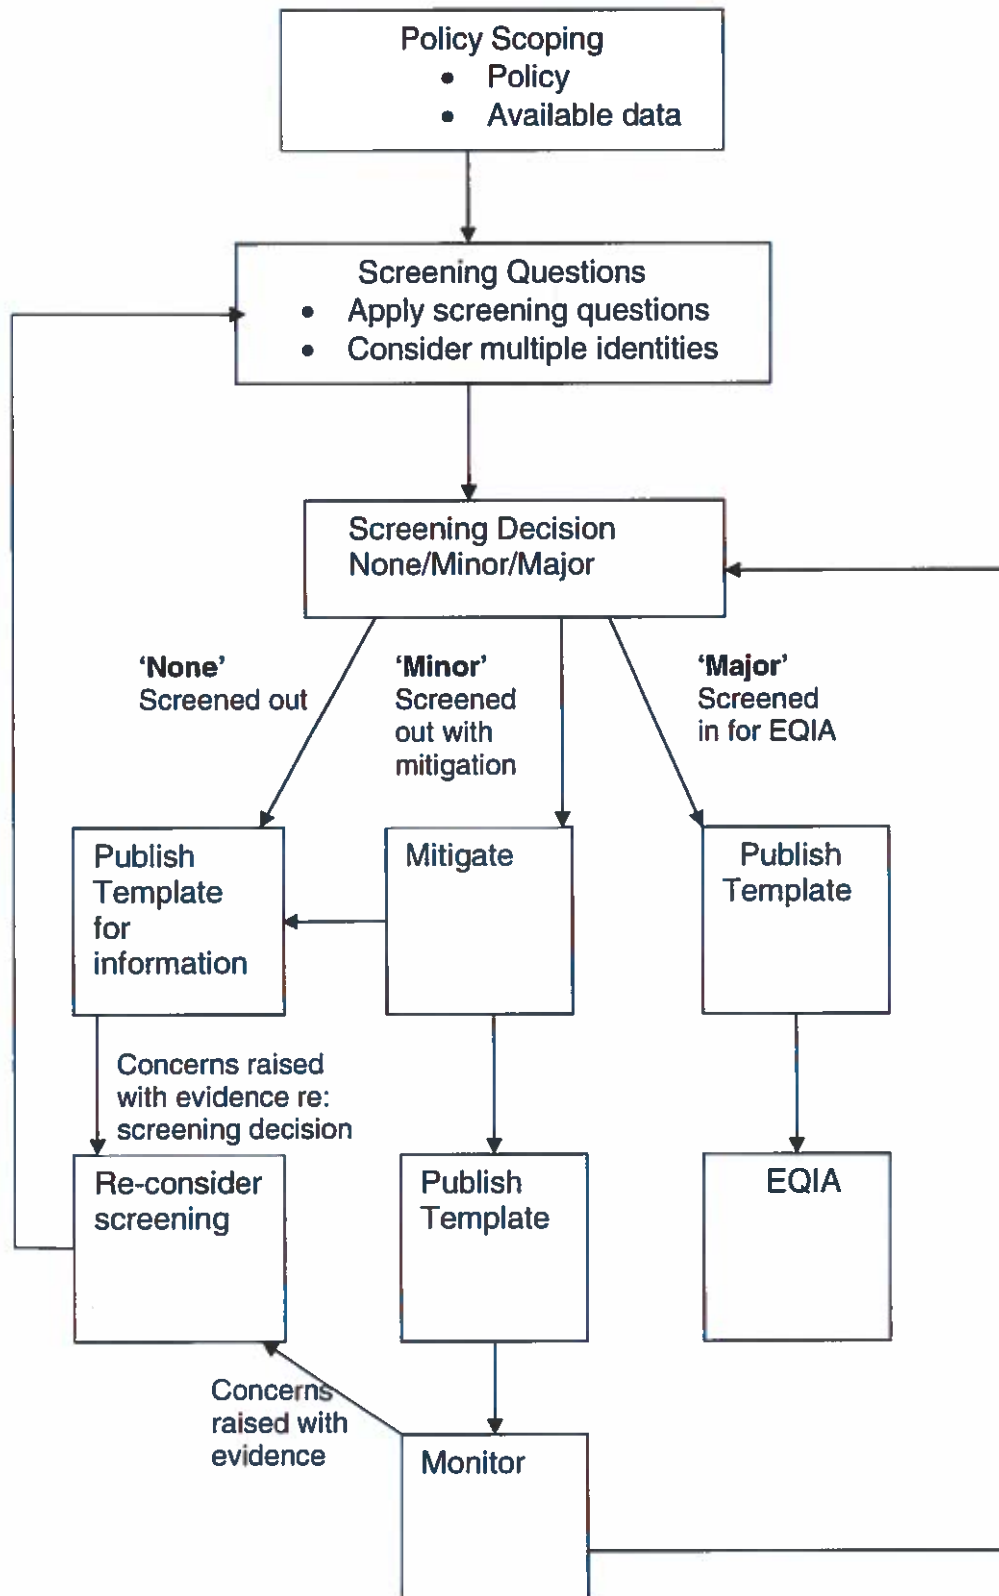 Policy Scoping
• Policy
• Available data
Screening Questions
• Apply screening questions
• Consider multiple identities
Screening Decision
None/Minor/Major
‘None’
Screened out
‘Minor’
Screened
out with
mitigation
‘Major’
Screened
in for EQIA
Publish
Template
for
information
Mitigate
Publish
Template
Concerns raised
with evidence re:
screening decision
Re-consider
screening
Publish
Template
EQIA
Concerns
raised with
evidence
Monitor